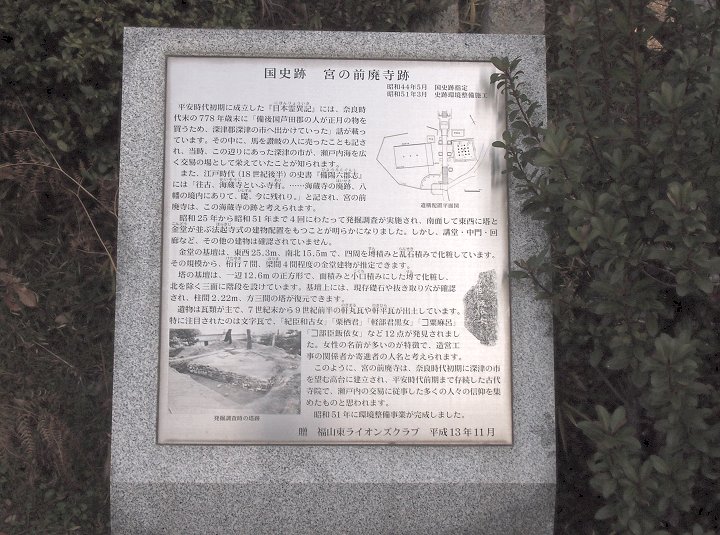 国史跡　宮の前廃寺跡
昭和44年5月　国史跡指定
昭和51年3月　史跡環境整備施工
平安時代初期に成立した『日本霊異記』には、奈良時
代末の778年歳末に「備後国芦田郡の人が正月の物を
買うため、深津郡深津の市へ出かけていった」話が載っ
ています。その中に、馬を讃岐の人に売ったことも記さ
れ、当時、この辺りにあった深津の市が、瀬戸内海を広
く交易の場として栄えていたことが知られます。
また、江戸時代（18世紀後半）の史書『備陽六郡志』
には「往古、海蔵寺といふ寺有。……海蔵寺の廃跡、八
幡の境内にありて、礎、今に残れり。」と記され、宮の前
廃寺は、この海蔵寺の跡と考えられます。
遺構配置平面図
昭和25年から昭和51年まで4回にわたって発掘調査が実施され、南面して東西に塔と
金堂が並ぶ法起寺式の建物配置をもつことが明らかになりました。しかし、講堂・中門・回
廊など、その他の建物は確認されていません。
金堂の基壇は、東西25.3m、南北15.5mで、四周を塼積みと乱石積みで化粧しています。
その規模から、桁行7間、梁間4間程度の金堂建物が推定できます。
塔の基壇は、一辺12.6mの正方形で、面積みと小口積みにした塼で化粧し、
北を除く三面に階段を設けています。基壇上には、現存礎石や抜き取り穴が確認
され、柱間2.22m、方三間の塔が復元できます。
遺物は瓦類が主で、7世紀末から9世紀前半の軒丸瓦や軒平瓦が出土しています。
特に注目されたのは文字瓦で、「紀臣和古女」「粟栖君」「軽部君黒女」「□粟麻呂」
「□部臣飯依女」など12点が発見されまし
た。女性の名前が多いのが特徴で、造営工
事の関係者か寄進者の人名と考えられます。
このように、宮の前廃寺は、奈良時代初期に深津の市
を望む高台に建立され、平安時代前期まで存続した古代
寺院で、瀬戸内の交易に従事した多くの人々の信仰を集
めたものと思われます。
昭和51年に環境整備事業が完成しました。
発掘調査時の塔跡
贈　福山東ライオンズクラブ　平成13年11月